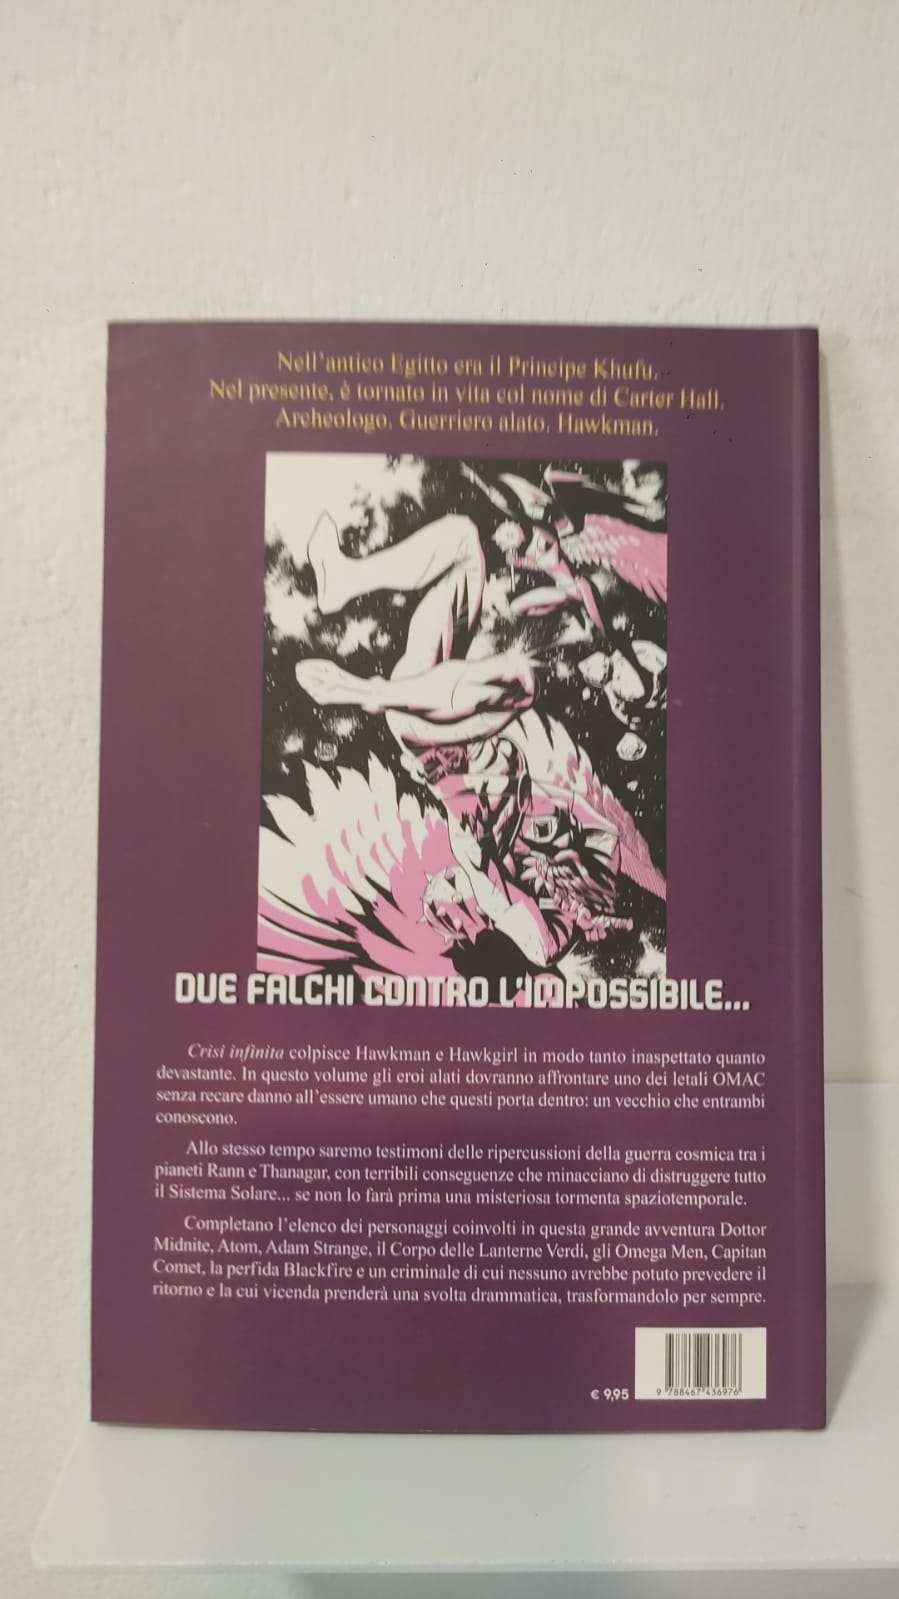 Nell'antico Egitto era il Principe Khufu.
Nel presente, è tornato in vita col nome di Carter Hall.
Archeologo. Guerriero alato. Hawkman.
DUE FALCHI CONTRO L'IMPOSSIBILE...
Crisi infinita colpisce Hawkman e Hawkgirl in modo tanto inaspettato quanto
devastante. In questo volume gli eroi alati dovranno affrontare uno dei letali OMAC
senza recare danno all'essere umano che questi porta dentro: un vecchio che entrambi
conoscono.
Allo stesso tempo saremo testimoni delle ripercussioni della guerra cosmica tra i
pianeti Rann e Thanagar, con terribili conseguenze che minacciano di distruggere tutto
il Sistema Solare... se non lo farà prima una misteriosa tormenta spaziotemporale.
Completano l'elenco dei personaggi coinvolti in questa grande avventura Dottor
Midnite, Atom, Adam Strange, il Corpo delle Lanterne Verdi, gli Omega Men, Capitan
Comet, la perfida Blackfire e un criminale di cui nessuno avrebbe potuto prevedere il
ritorno e la cui vicenda prenderà una svolta drammatica, trasformandolo per sempre.
€ 9,95
9 788467 436976